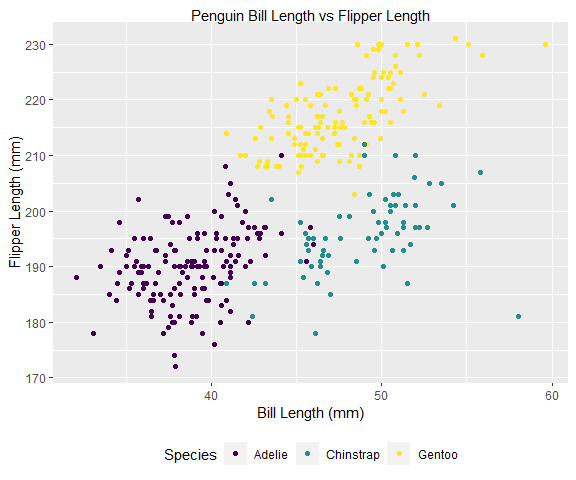 Penguin Bill Length vs Flipper Length
Flipper Length (mm)
230
220
210
200
190
180
170
40
50
60
Bill Length (mm)
Species Adelie Chinstrap Gentoo